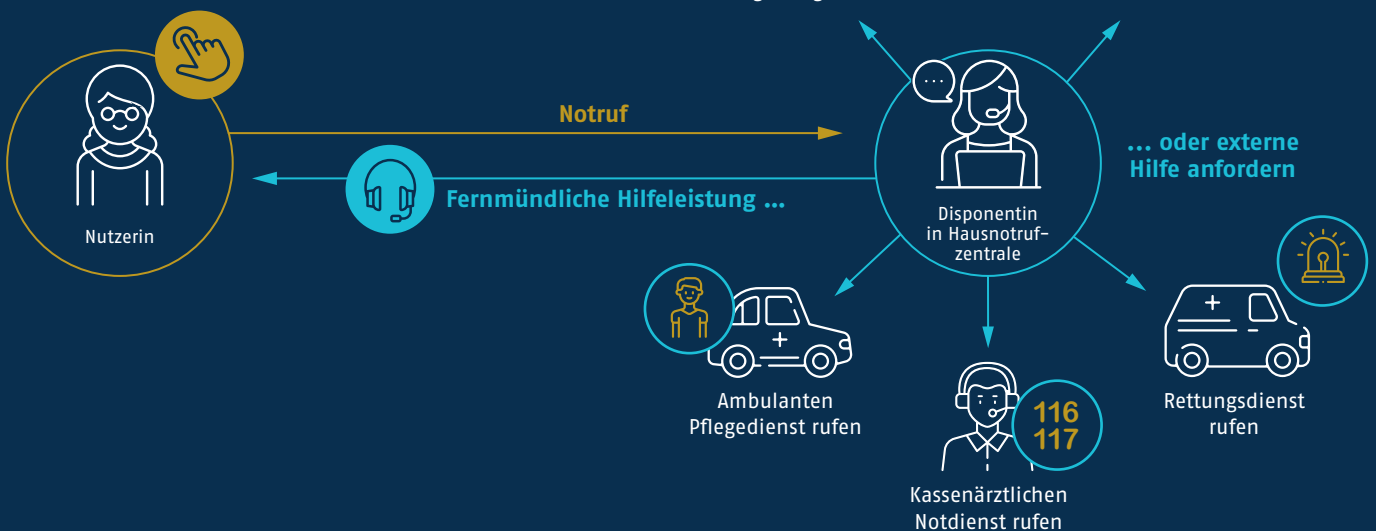 Notruf
... oder externe
Hilfe anfordern
Fernmündliche Hilfeleistung ...
Nutzerin
Disponentin
in Hausnotruf-
zentrale
Ambulanten
Pflegedienst rufen
116
117
Kassenärztlichen
Notdienst rufen
Rettungsdienst
rufen